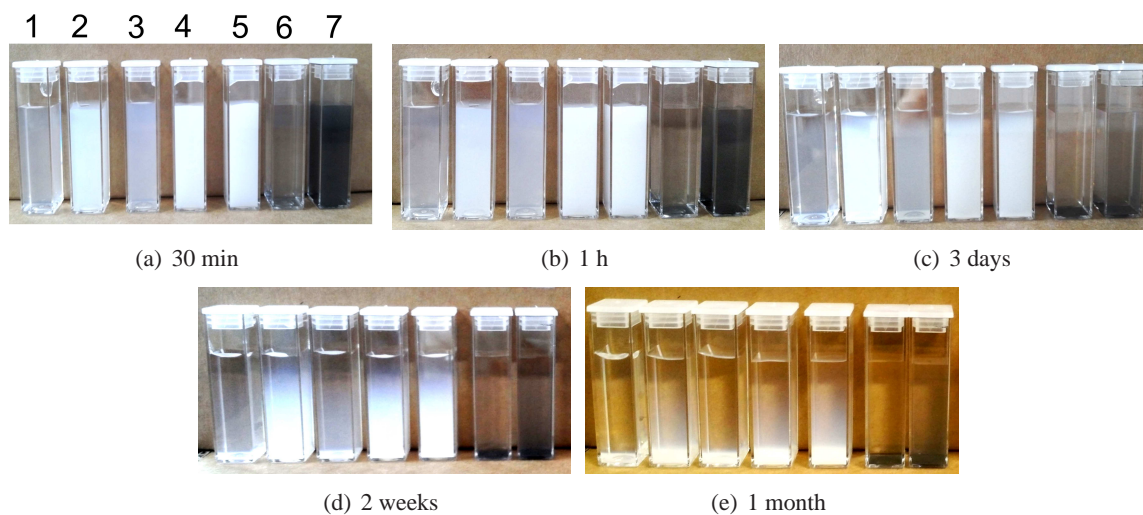 1 2 3 4 5 6 7
(a) 30 min
(b) 1 h
(c) 3 days
(d) 2 weeks
(e) 1 month